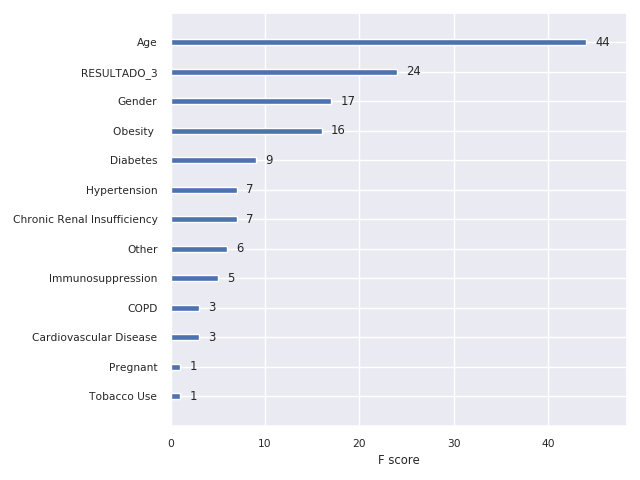 Age 44
RESULTADO_3 24
Gender 17
Obesity 16
Diabetes 9
Hypertension 7
Chronic Renal Insufficiency 7
Other 6
Immunosuppression 5
COPD 3
Cardiovascular Disease 3
Pregnant 1
Tobacco Use 1
0 10 20 30 40
F score